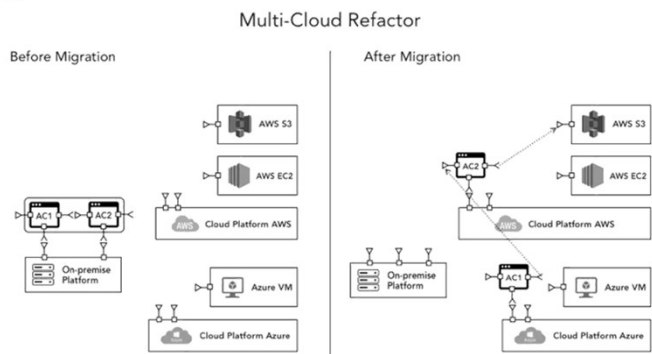 Multi-Cloud Refactor
Before Migration
AWS S3
AWS EC2
AC1
AC2
AWS
Cloud Platform AWS
On-premise
Platform
Azure VM
Cloud Platform Azure
After Migration
AWS S3
AC2
AWS EC2
AWS
Cloud Platform AWS
On-premise
Platform
AC1
Azure VM
Cloud Platform Azure